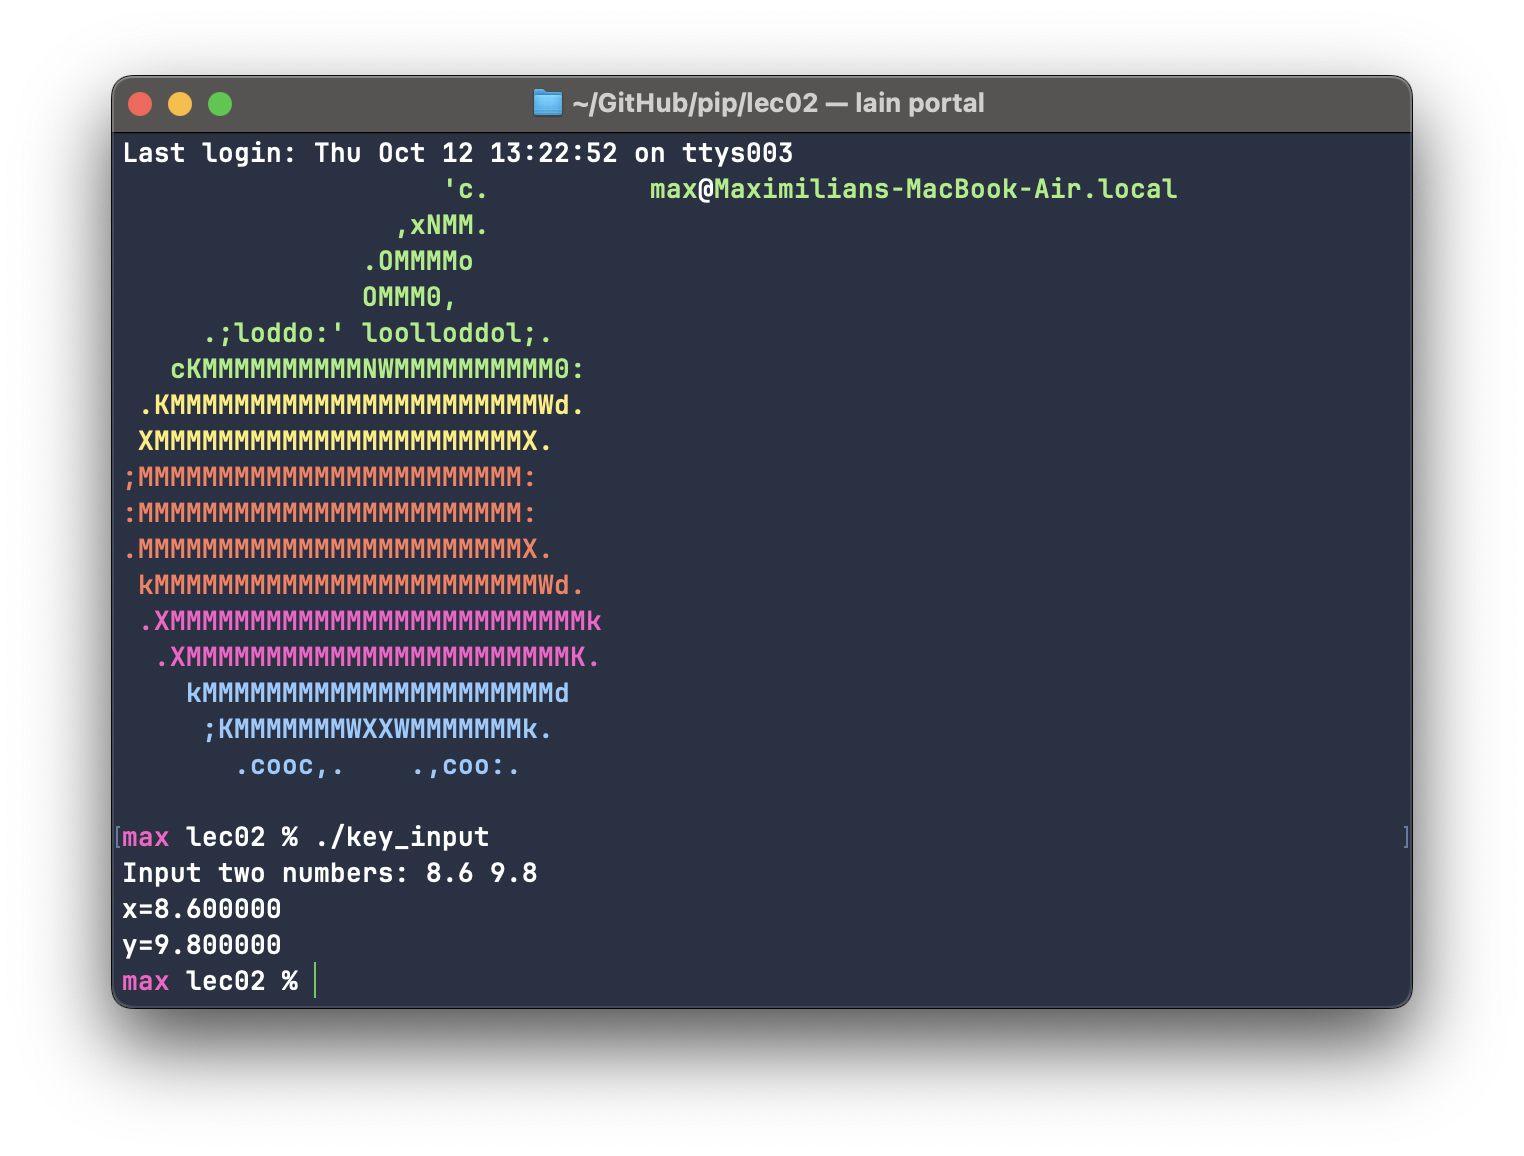 ~/GitHub/pip/lec02 — lain portal
Last login: Thu Oct 12 13:22:52 on ttys003
                    'c.          max@Maximilians-MacBook-Air.local
                 ,xNMM.
               .OMMMMo
               OMMM0,
     .;loddo:' loolloddol;.
   cKMMMMMMMMMMNWMMMMMMMMMM0:
 .KMMMMMMMMMMMMMMMMMMMMMMMWd.
 XMMMMMMMMMMMMMMMMMMMMMMMX.
;MMMMMMMMMMMMMMMMMMMMMMMM:
:MMMMMMMMMMMMMMMMMMMMMMMM:
.MMMMMMMMMMMMMMMMMMMMMMMMX.
 kMMMMMMMMMMMMMMMMMMMMMMMMWd.
 .XMMMMMMMMMMMMMMMMMMMMMMMMMMk
  .XMMMMMMMMMMMMMMMMMMMMMMMMK.
    kMMMMMMMMMMMMMMMMMMMMMMd
     ;KMMMMMMMWXXWMMMMMMMk.
       .cooc,.    .,coo:.
[max lec02 % ./key_input ]
Input two numbers: 8.6 9.8
x=8.600000
y=9.800000
max lec02 %